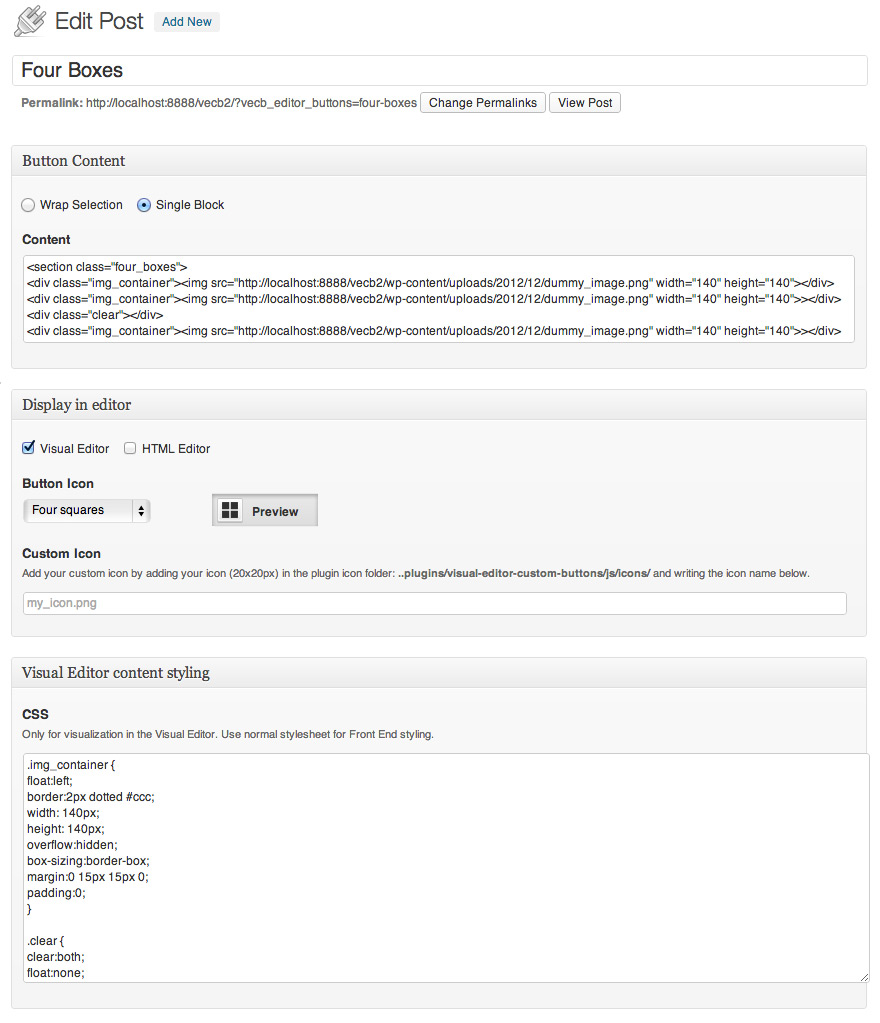 Edit Post Add New
Four Boxes
Permalink: http://localhost:8888/vecb2/?vecb_editor_buttons=four-boxes Change Permalinks View Post
Button Content
Wrap Selection Single Block
Content
<section class="four_boxes">
<div class="img_container"><img src="http://localhost:8888/vecb2/wp-content/uploads/2012/12/dummy_image.png" width="140" height="140"></div>
<div class="img_container"><img src="http://localhost:8888/vecb2/wp-content/uploads/2012/12/dummy_image.png" width="140" height="140">></div>
<div class="clear"></div>
<div class="img_container"><img src="http://localhost:8888/vecb2/wp-content/uploads/2012/12/dummy_image.png" width="140" height="140">></div>
Display in editor
Visual Editor HTML Editor
Button Icon
Four squares Preview
Custom Icon
Add your custom icon by adding your icon (20x20px) in the plugin icon folder: ..plugins/visual-editor-custom-buttons/js/icons/ and writing the icon name below.
my_icon.png
Visual Editor content styling
CSS
Only for visualization in the Visual Editor. Use normal stylesheet for Front End styling.
.img_container {
float:left;
border:2px dotted #ccc;
width: 140px;
height: 140px;
overflow:hidden;
box-sizing:border-box;
margin:0 15px 15px 0;
padding:0;
}
.clear {
clear:both;
float:none;